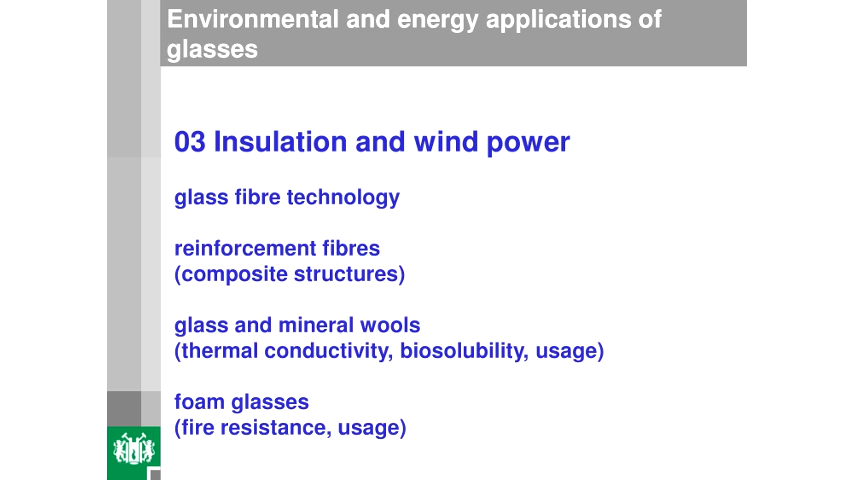 Environmental and energy applications of
glasses
03 Insulation and wind power
glass fibre technology
reinforcement fibres
(composite structures)
glass and mineral wools
(thermal conductivity, biosolubility, usage)
foam glasses
(fire resistance, usage)